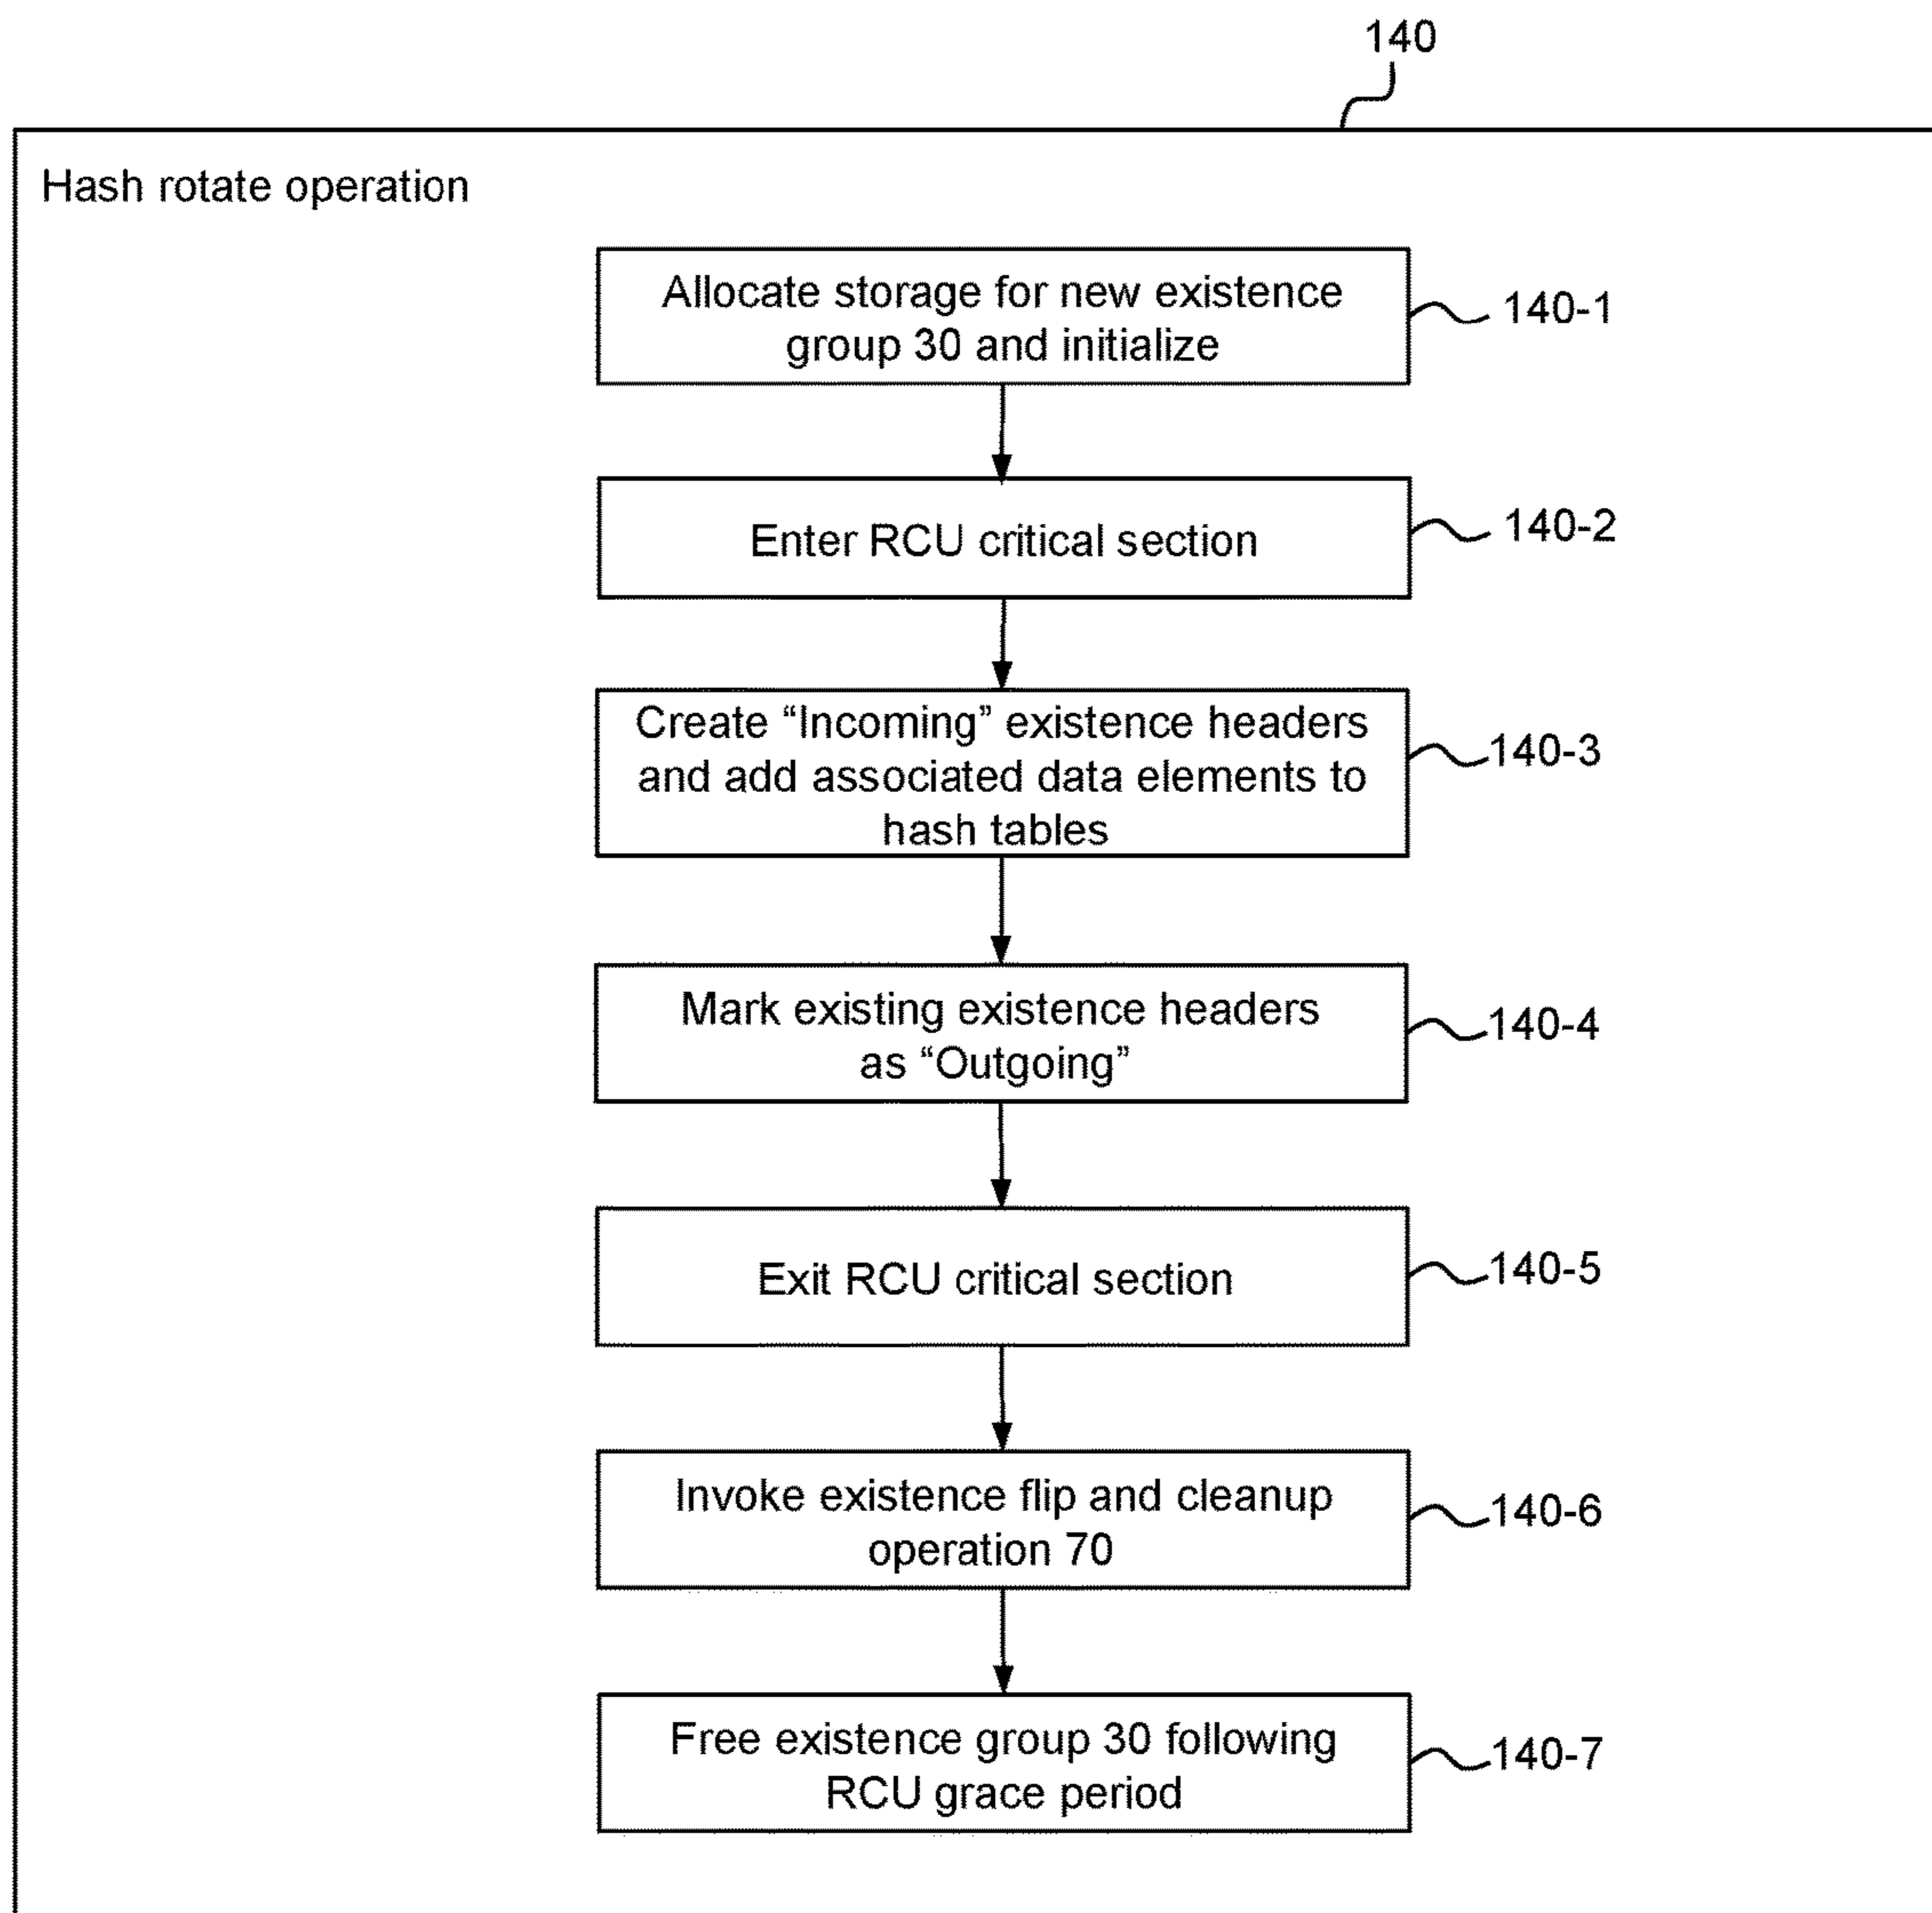 140
Hash rotate operation
Allocate storage for new existence
group 30 and initialize
140-1
Enter RCU critical section
140-2
Create “Incoming” existence headers
and add associated data elements to
hash tables
140-3
Mark existing existence headers
as “Outgoing”
140-4
Exit RCU critical section
140-5
Invoke existence flip and cleanup
operation 70
140-6
Free existence group 30 following
RCU grace period
140-7